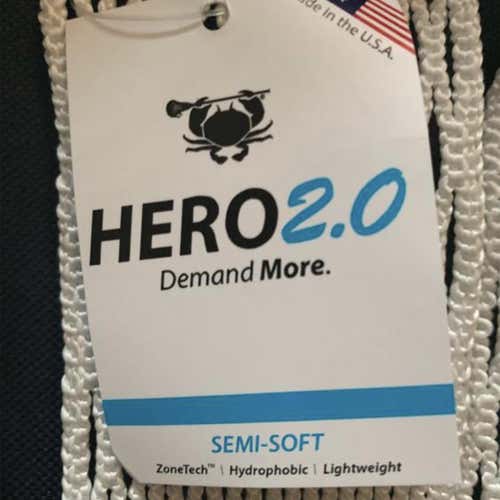 de in the U.S.A.
HERO2.0
Demand More.
SEMI-SOFT
ZoneTech™ | Hydrophobic | Lightweight